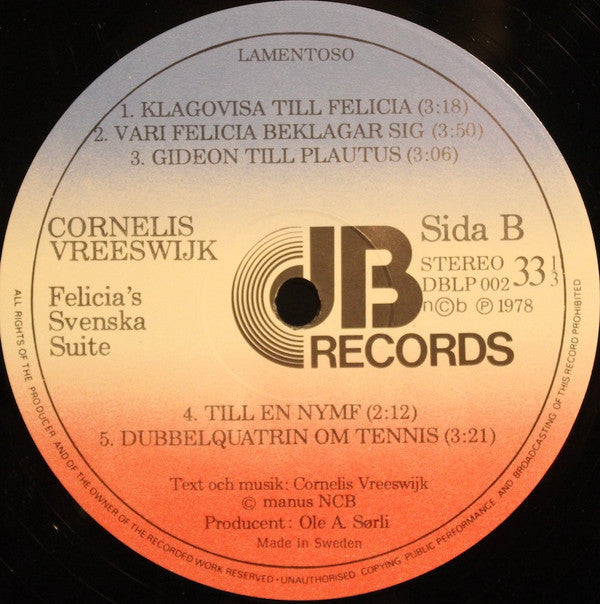 LAMENTOSO
1. KLAGOVISA TILL FELICIA (3:18)
2. VARI FELICIA BEKLAGAR SIG (3:50)
3. GIDEON TILL PLAUTUS (3:06)
CORNELIS
VREESWIJK
Felicia's
Svenska
Suite
dB
RECORDS
Sida B
STEREO
DBLP 002
33 1/3
n©b ℗ 1978
4. TILL EN NYMF (2:12)
5. DUBBELQUATRIN OM TENNIS (3:21)
Text och musik: Cornelis Vreeswijk
© manus NCB
Producent: Ole A. Sørli
Made in Sweden
ALL RIGHTS OF THE PRODUCER AND OF THE OWNER OF THE RECORDED WORK RESERVED • UNAUTHORISED COPYING PUBLIC PERFORMANCE AND BROADCASTING OF THIS RECORD PROHIBITED